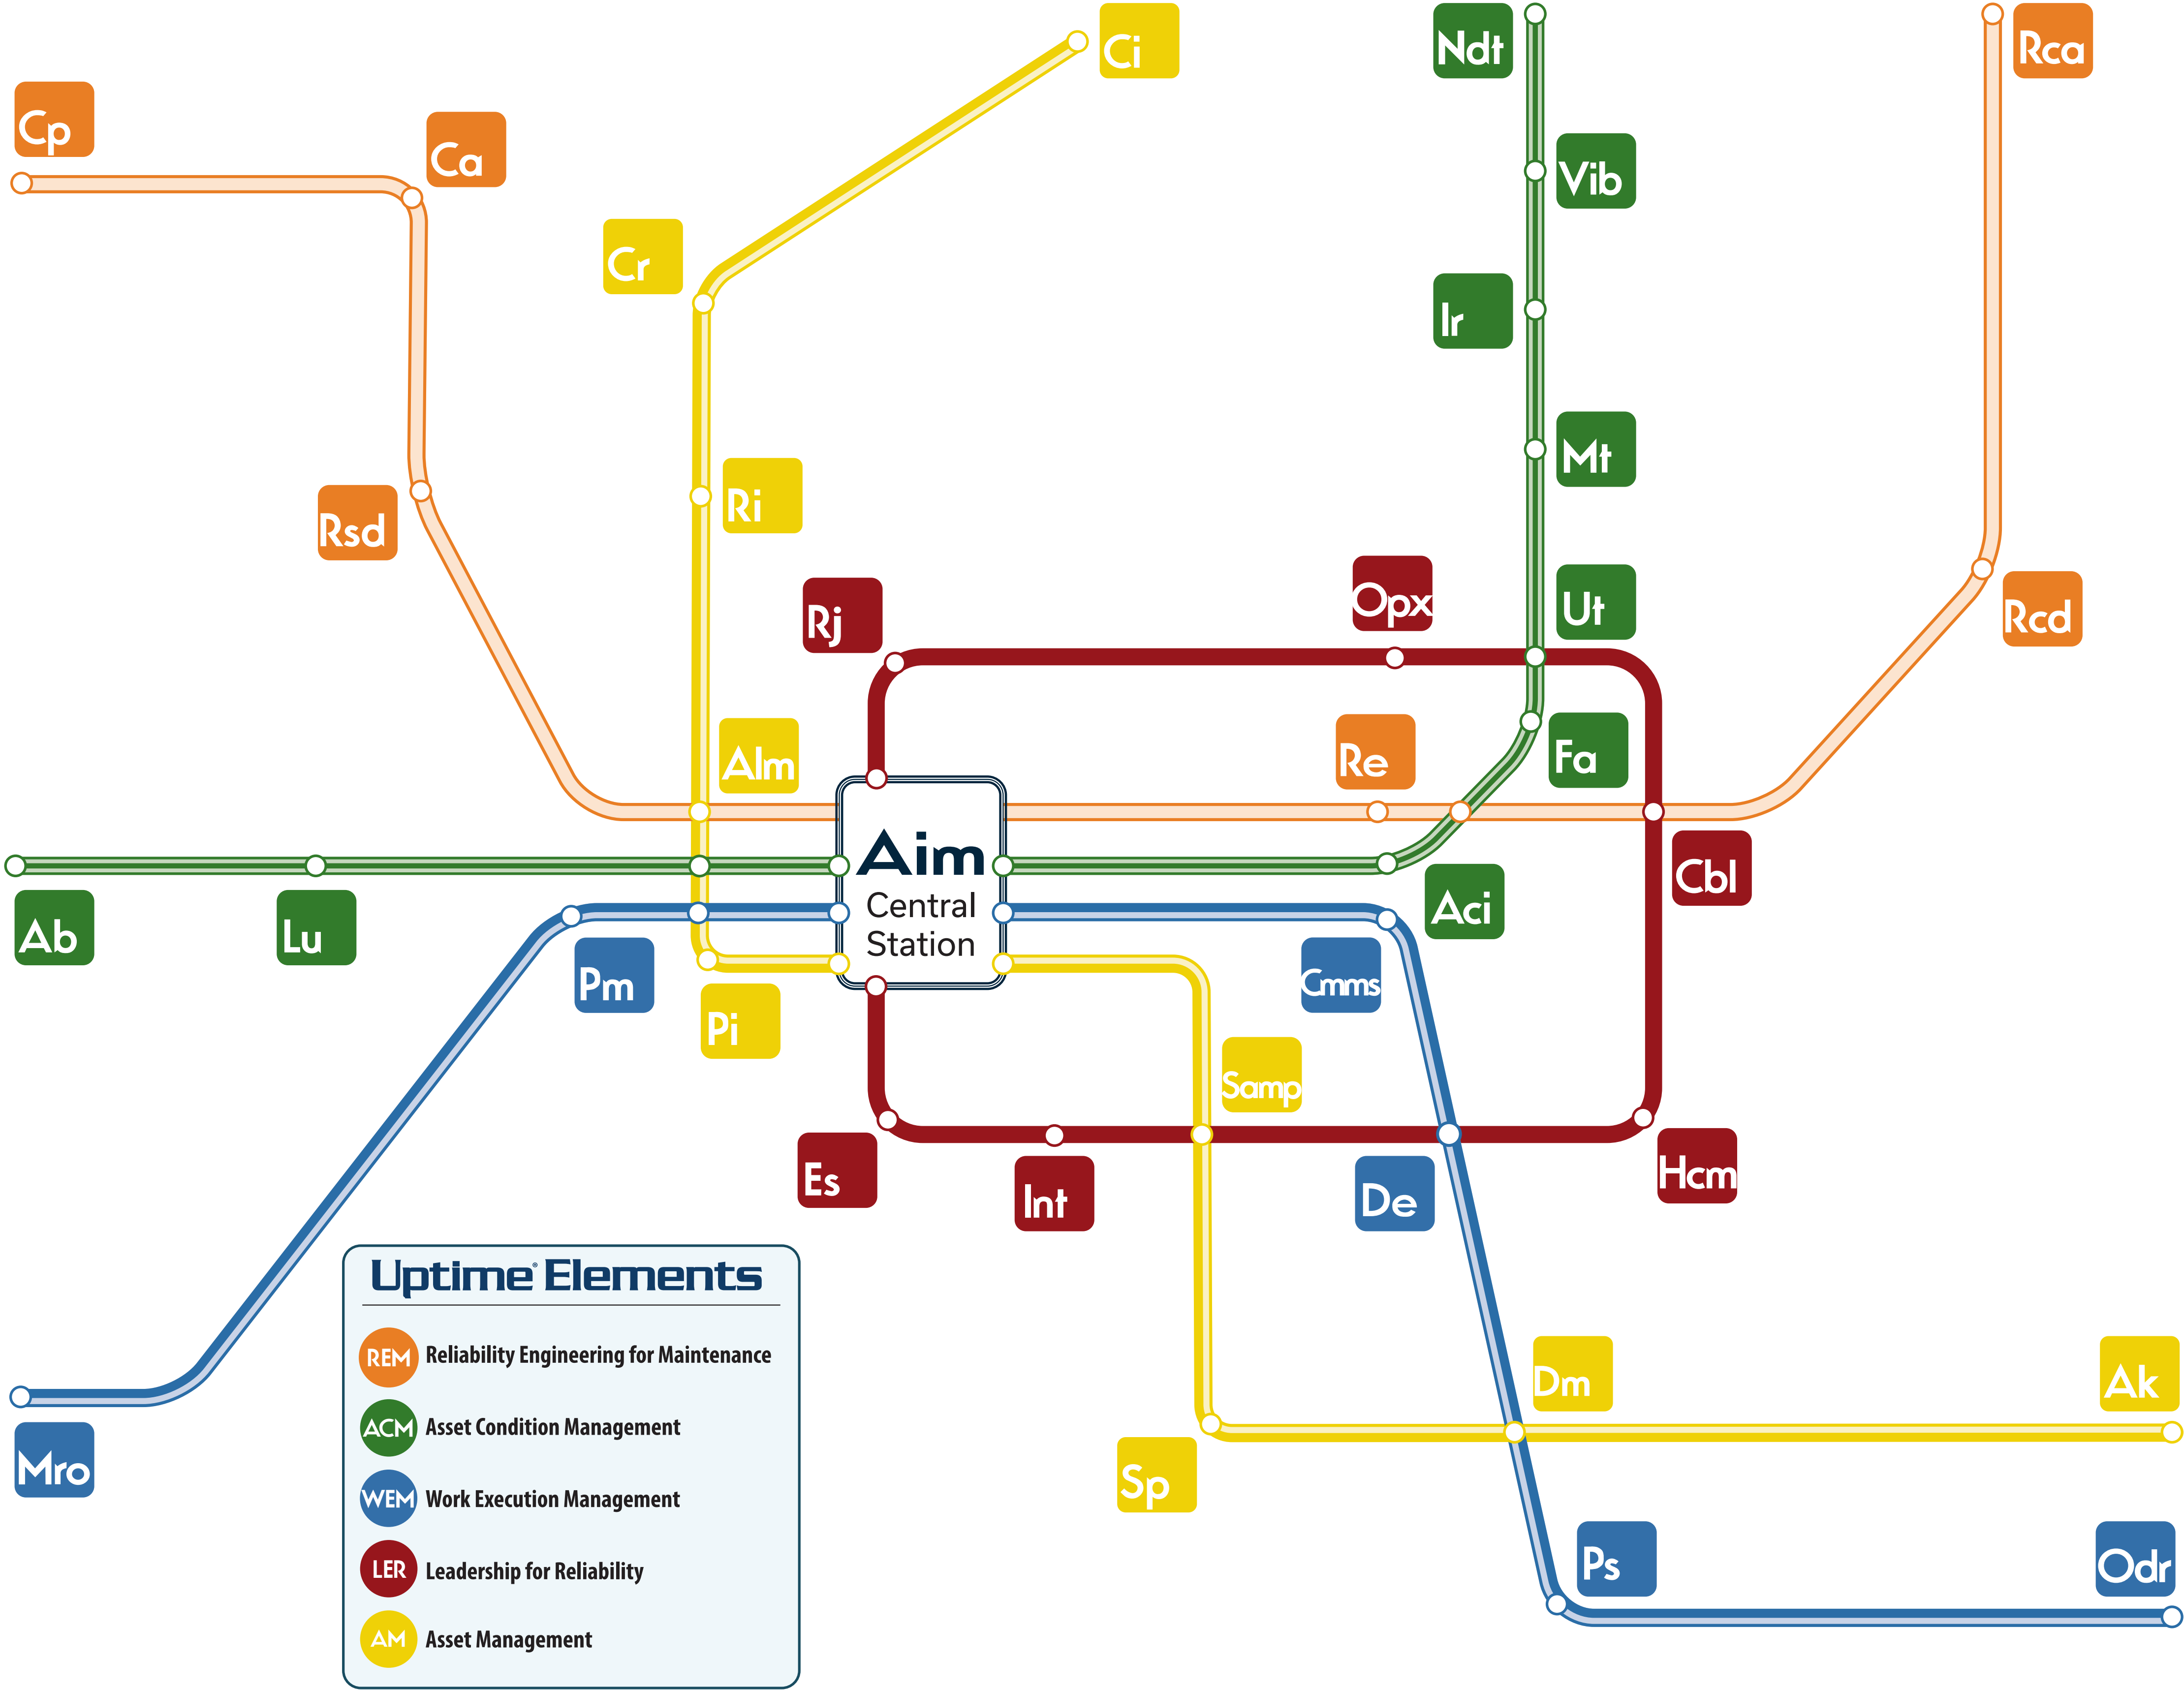 Ci
Ndt
Rca
Cp
Ca
Vib
Cr
Ir
Mt
Ri
Rsd
Opx
Ut
Rj
Rcd
Alm
Re
Fa
Aim
Central
Station
Cbl
Aci
Ab
Lu
Pm
Cmms
Pi
Samp
Es
Int
De
Hcm
Uptime® Elements
REM Reliability Engineering for Maintenance
ACM Asset Condition Management
WEM Work Execution Management
LER Leadership for Reliability
AM Asset Management
Dm
Ak
Mro
Sp
Ps
Odr